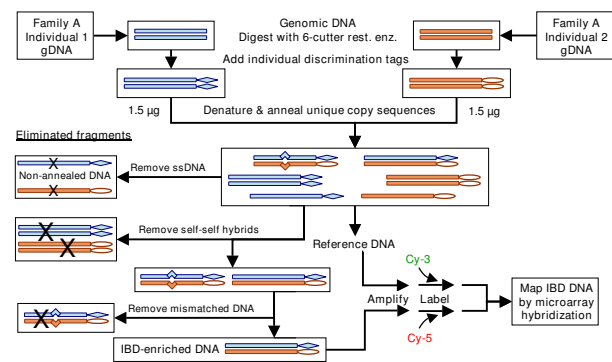 Family A
Individual 1
gDNA
Genomic DNA
Digest with 6-cutter rest. enz.
Family A
Individual 2
gDNA
Add individual discrimination tags
1.5 µg
Denature & anneal unique copy sequences
1.5 µg
Eliminated fragments
Non-annealed DNA
Remove ssDNA
Remove self-self hybrids
Reference DNA
Cy-3
Amplify
Label
Map IBD DNA
by microarray
hybridization
Remove mismatched DNA
Cy-5
IBD-enriched DNA